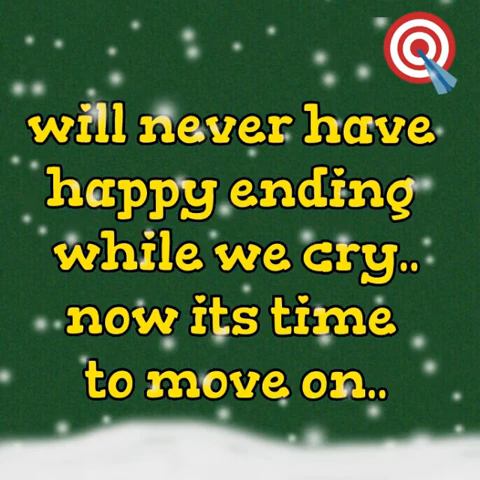 will never have
happy ending
while we cry..
now its time
to move on..